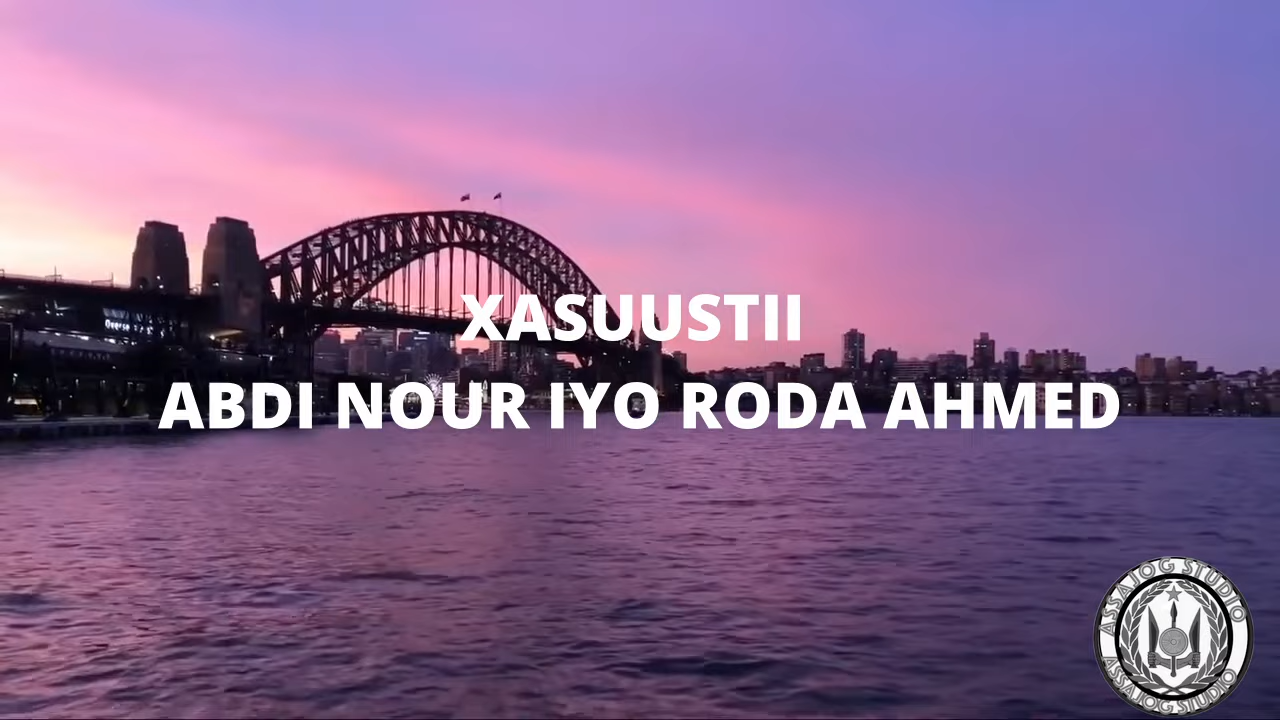 XASUUSTII
ABDI NOUR IYO RODA AHMED
ASSAJOG STUDIO
ASSAJOG STUDIO